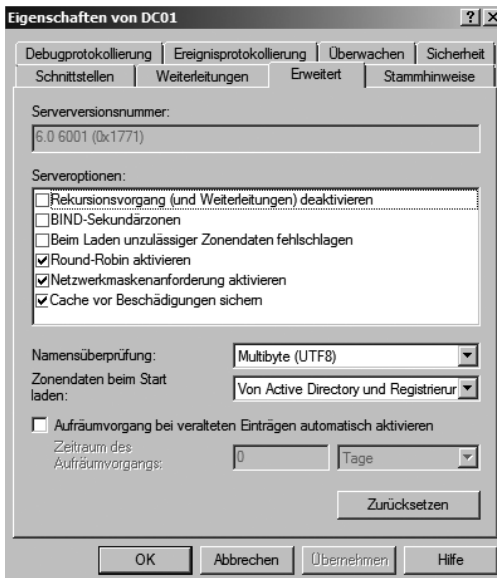 Eigenschaften von DC01
Debugprotokollierung Ereignisprotokollierung Überwachen Sicherheit
Schnittstellen Weiterleitungen Erweitert Stammhinweise
Serverversionsnummer:
6.0 6001 (0x1771)
Serveroptionen:
Rekursionsvorgang (und Weiterleitungen) deaktivieren
BIND-Sekundärzonen
Beim Laden unzulässiger Zonendaten fehlschlagen
Round-Robin aktivieren
Netzwerkmaskenanforderung aktivieren
Cache vor Beschädigungen sichern
Namensüberprüfung: Multibyte (UTF8)
Zonendaten beim Start
laden: Von Active Directory und Registrierur
Aufräumvorgang bei veralteten Einträgen automatisch aktivieren
Zeitraum des
Aufräumvorgangs: 0 Tage
Zurücksetzen
OK Abbrechen Übernehmen Hilfe